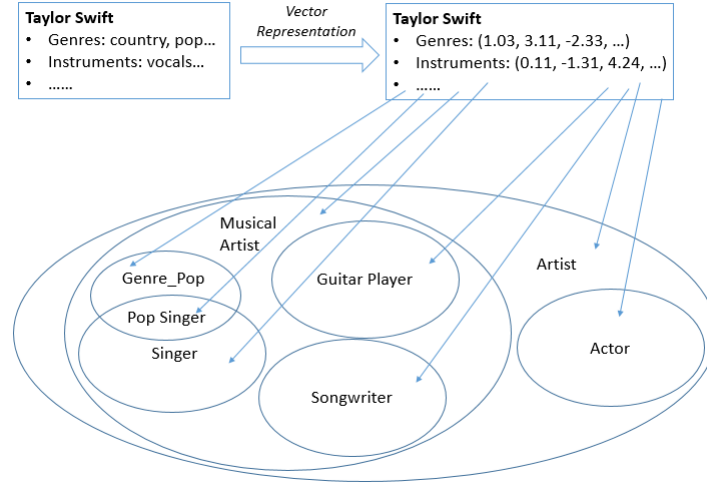 Taylor Swift
• Genres: country, pop…
• Instruments: vocals…
• ……
Vector
Representation
Taylor Swift
• Genres: (1.03, 3.11, -2.33, …)
• Instruments: (0.11, -1.31, 4.24, …)
• ……
Musical
Artist
Genre_Pop
Guitar Player
Artist
Pop Singer
Singer
Actor
Songwriter